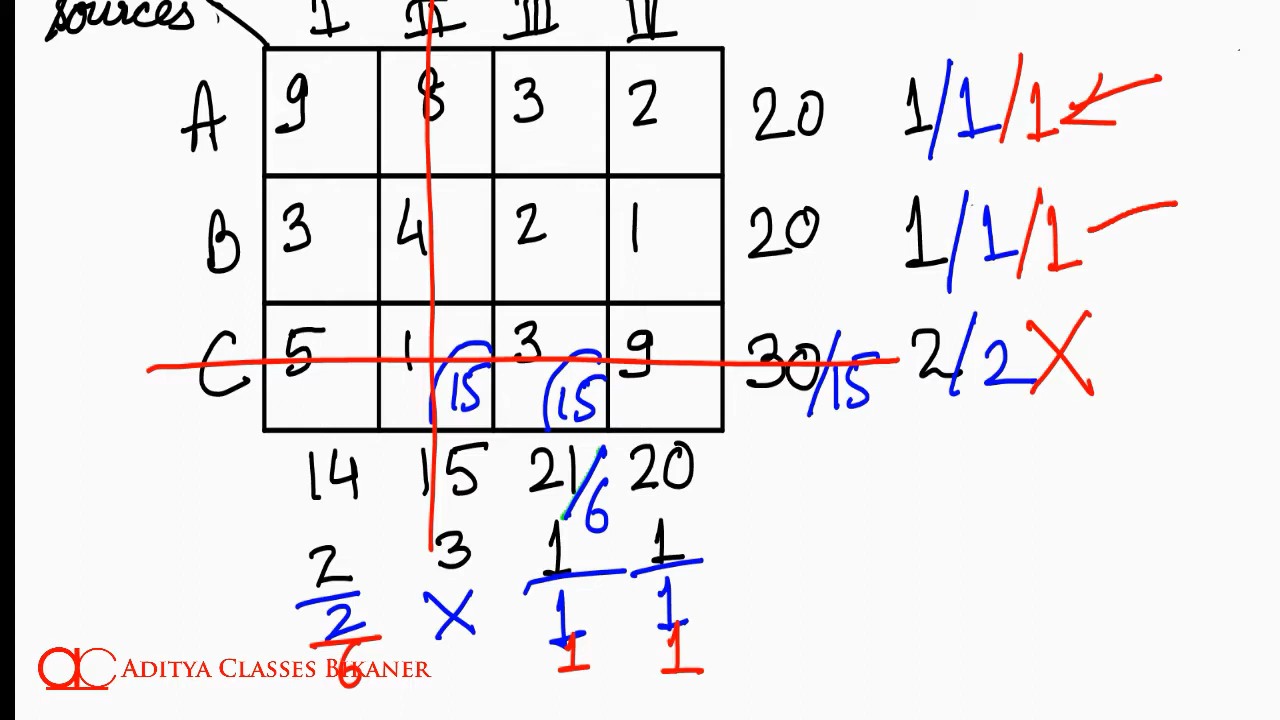 sources
I II III IV
A 9 8 3 2 20 1/1/1
B 3 4 2 1 20 1/1/1
C 5 1 15 3 15 9 30/15 2/2X
14 15 21/6 20
2 3 1 1
2 X 1 1
6 1 1
ac ADITYA CLASSES BIKANER